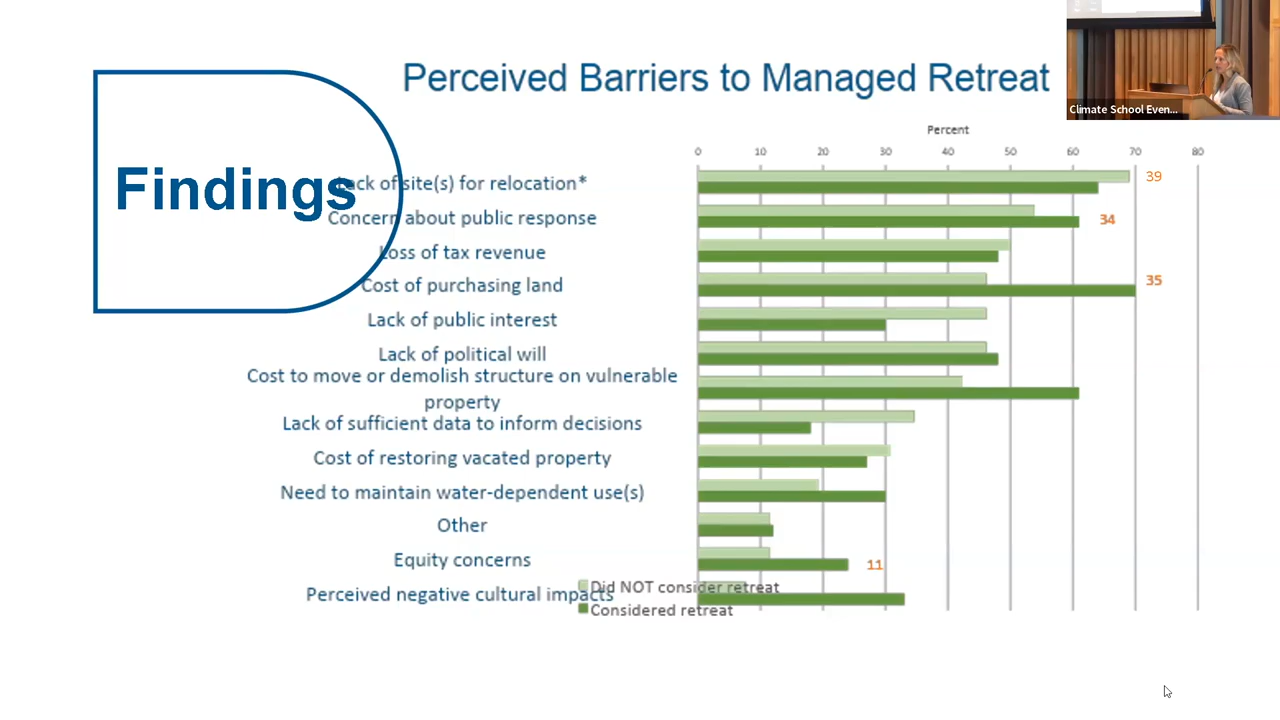 Perceived Barriers to Managed Retreat
Climate School Even...
Findings
Percent
0 10 20 30 40 50 60 70 80
Lack of site(s) for relocation* 39
Concern about public response 34
Loss of tax revenue
Cost of purchasing land 35
Lack of public interest
Lack of political will
Cost to move or demolish structure on vulnerable
property
Lack of sufficient data to inform decisions
Cost of restoring vacated property
Need to maintain water-dependent use(s)
Other
Equity concerns 11
Perceived negative cultural impacts
Did NOT consider retreat
Considered retreat